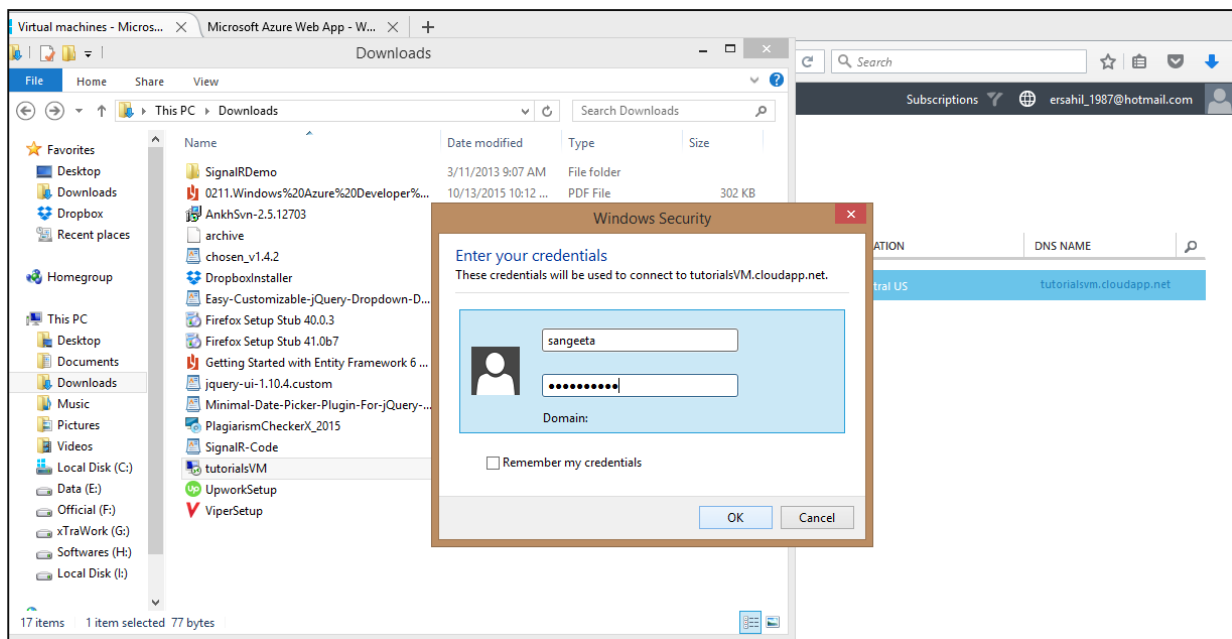 Virtual machines - Micros...
Microsoft Azure Web App - W...
Downloads
File Home Share View
This PC Downloads
Search Downloads
Search
Subscriptions
ersahil_1987@hotmail.com
Favorites
Desktop
Downloads
Dropbox
Recent places
Homegroup
This PC
Desktop
Documents
Downloads
Music
Pictures
Videos
Local Disk (C:)
Data (E:)
Official (F:)
xTraWork (G:)
Softwares (H:)
Local Disk (I:)
Name Date modified Type Size
SignalRDemo 3/11/2013 9:07 AM File folder
0211.Windows%20Azure%20Developer%... 10/13/2015 10:12 ... PDF File 302 KB
AnkhSvn-2.5.12703
archive
chosen_v1.4.2
DropboxInstaller
Easy-Customizable-jQuery-Dropdown-D...
Firefox Setup Stub 40.0.3
Firefox Setup Stub 41.0b7
Getting Started with Entity Framework 6 ...
jquery-ui-1.10.4.custom
Minimal-Date-Picker-Plugin-For-jQuery-...
PlagiarismCheckerX_2015
SignalR-Code
tutorialsVM
UpworkSetup
ViperSetup
Windows Security
Enter your credentials
These credentials will be used to connect to tutorialsVM.cloudapp.net.
sangeeta
••••••••••
Domain:
Remember my credentials
OK Cancel
ATION DNS NAME
tral US tutorialsvm.cloudapp.net
17 items 1 item selected 77 bytes